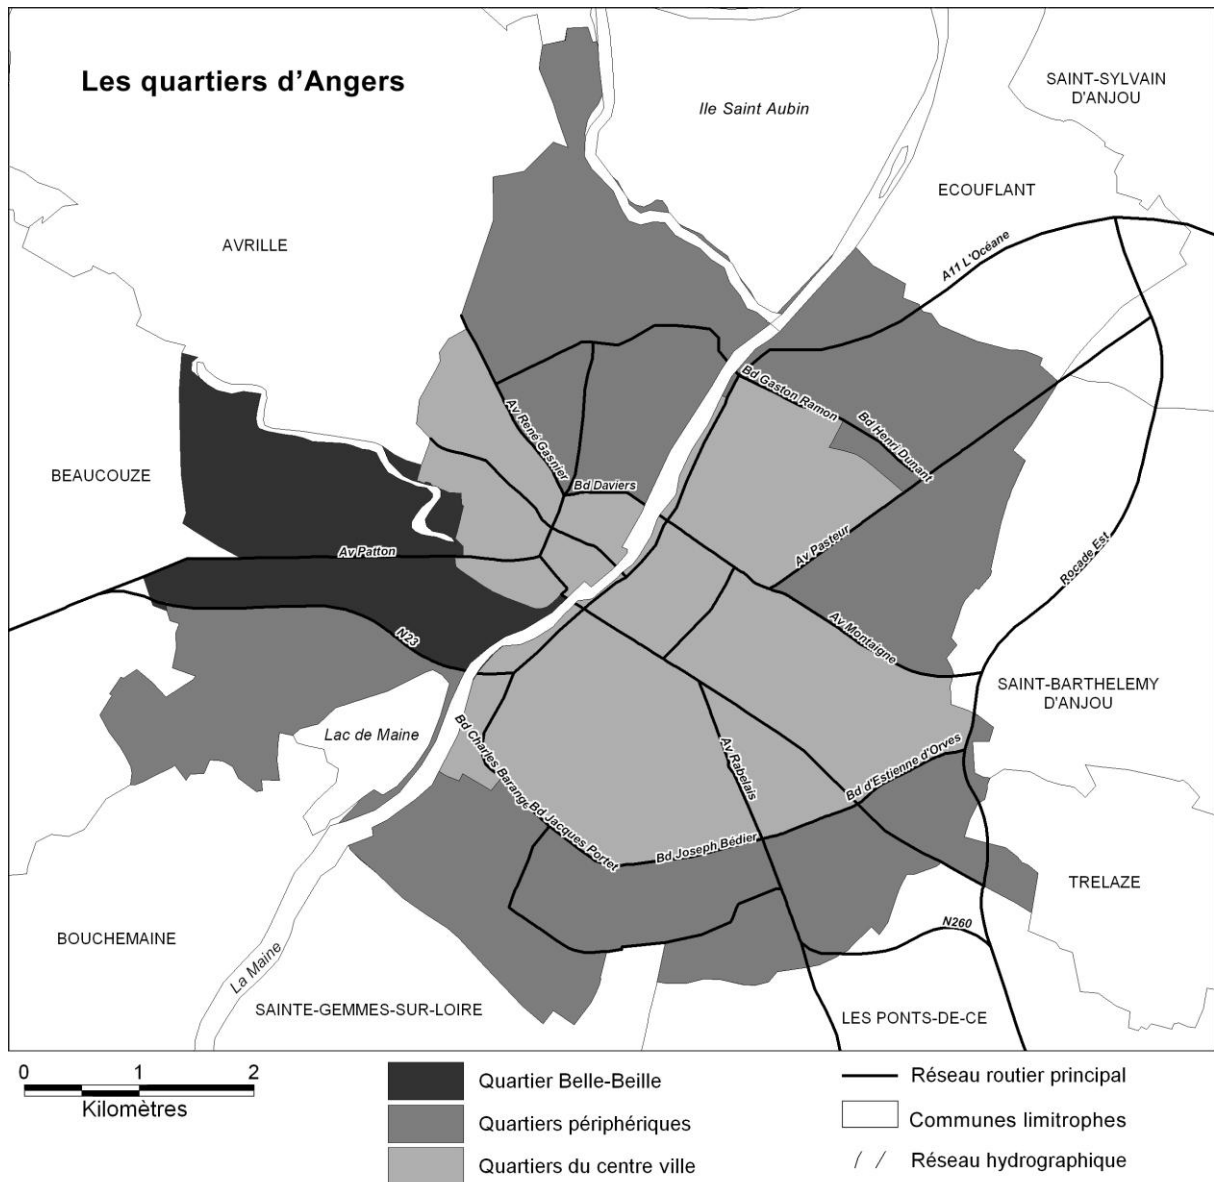 Les quartiers d'Angers
SAINT-SYLVAIN
D'ANJOU
Ile Saint Aubin
ECOUFLANT
AVRILLE
A11 L'Océane
Bd Gaston Ramon
Av René Gasnier
Bd Henri Dunant
BEAUCOUZE
Bd Daviers
Av Patton
Av Pasteur
Rocade Est
N23
Av Montaigne
SAINT-BARTHELEMY
D'ANJOU
Lac de Maine
Bd Charles Barange
Av Rabelais
Bd d'Estienne d'Orves
Bd Jacques Portet
Bd Joseph Bédier
TRELAZE
BOUCHEMAINE
N260
La Maine
SAINTE-GEMMES-SUR-LOIRE
LES PONTS-DE-CE
0 1 2
Kilomètres
Quartier Belle-Beille
Quartiers périphériques
Quartiers du centre ville
Réseau routier principal
Communes limitrophes
Réseau hydrographique